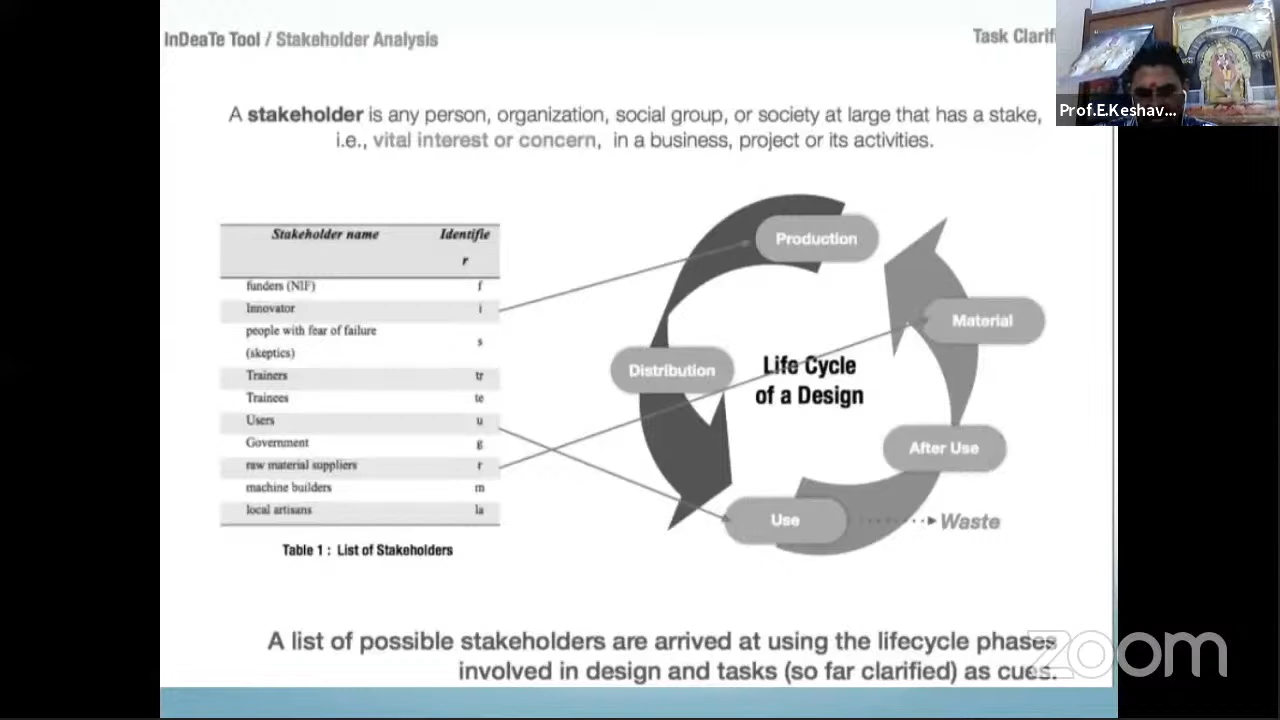 InDeaTe Tool / Stakeholder Analysis
Task Clarif
Prof.E.Keshav...
A stakeholder is any person, organization, social group, or society at large that has a stake,
i.e., vital interest or concern, in a business, project or its activities.
Stakeholder name Identifie
r
funders (NIF) f
Innovator i
people with fear of failure
(skeptics) s
Trainers tr
Trainees te
Users u
Government g
raw material suppliers r
machine builders m
local artisans la
Table 1 : List of Stakeholders
Production
Material
Distribution
Life Cycle
of a Design
After Use
Use
Waste
A list of possible stakeholders are arrived at using the lifecycle phases
involved in design and tasks (so far clarified) as cues.
zoom